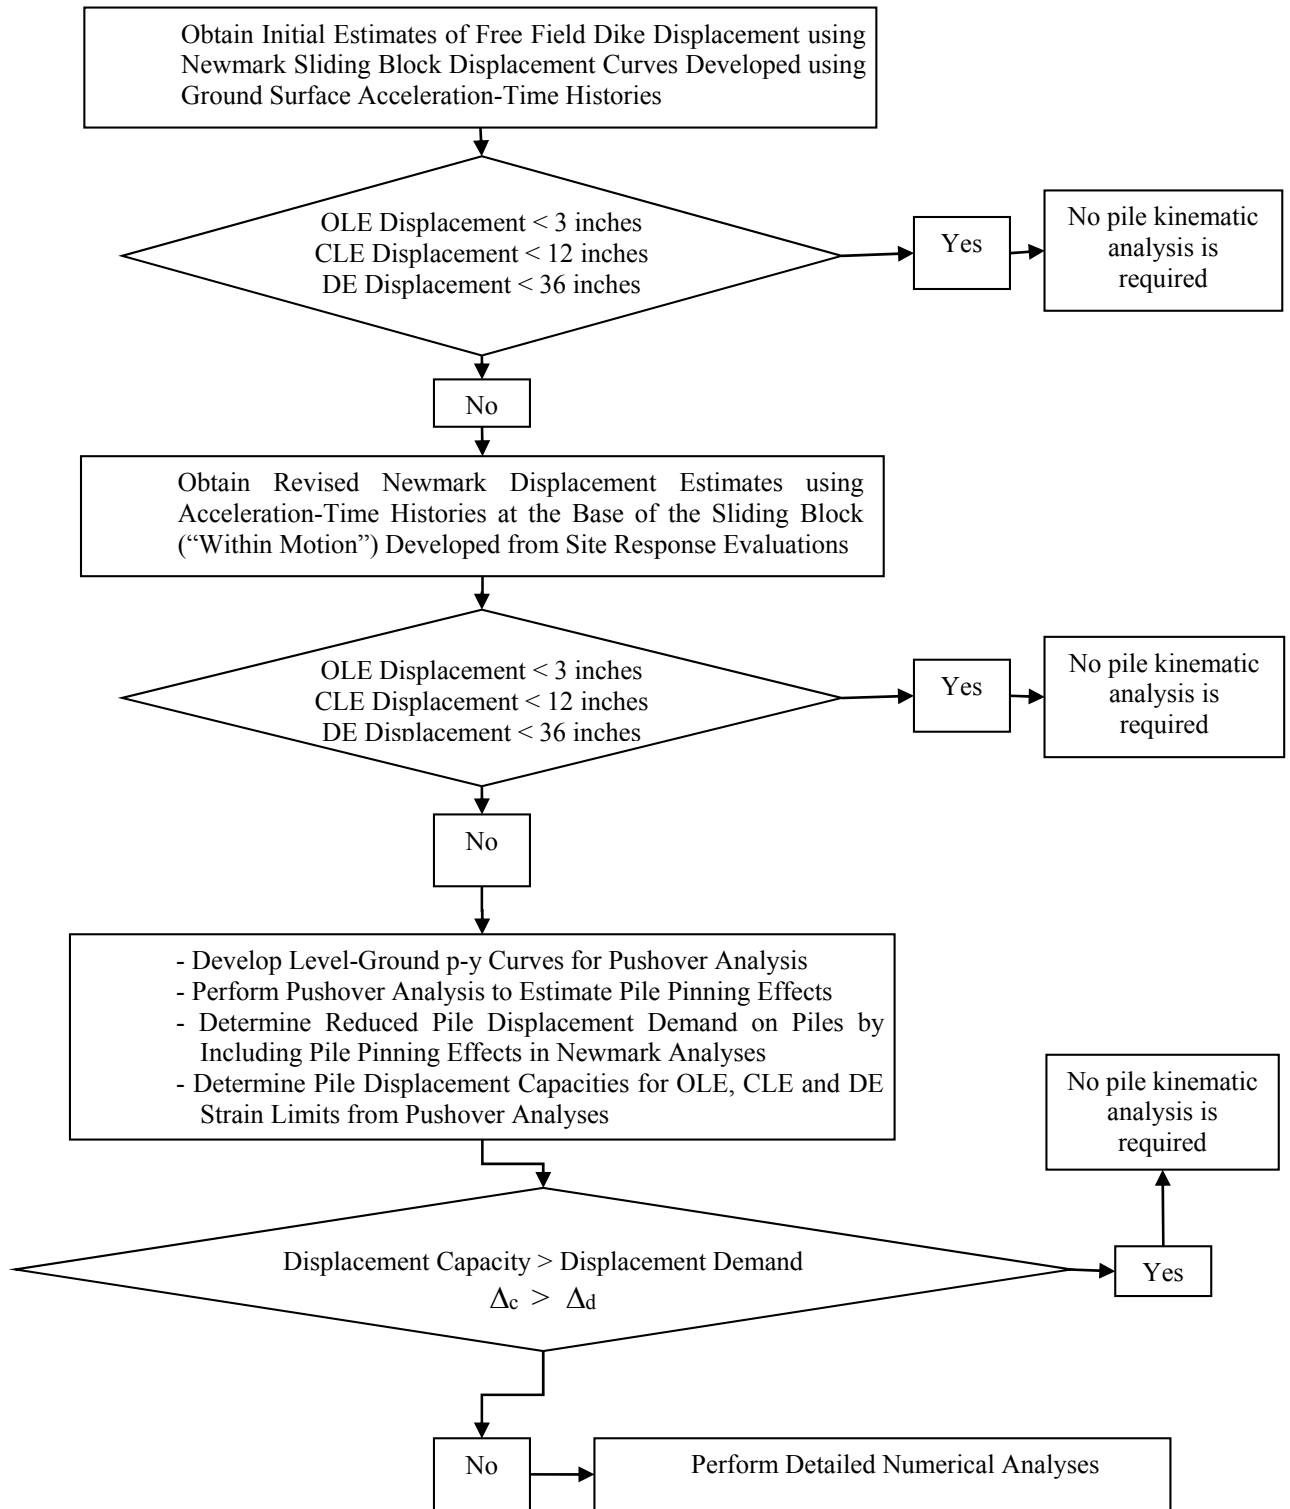 Obtain Initial Estimates of Free Field Dike Displacement using
Newmark Sliding Block Displacement Curves Developed using
Ground Surface Acceleration-Time Histories
OLE Displacement < 3 inches
CLE Displacement < 12 inches
DE Displacement < 36 inches
Yes
No pile kinematic
analysis is
required
No
Obtain Revised Newmark Displacement Estimates using
Acceleration-Time Histories at the Base of the Sliding Block
(“Within Motion”) Developed from Site Response Evaluations
OLE Displacement < 3 inches
CLE Displacement < 12 inches
DE Displacement < 36 inches
Yes
No pile kinematic
analysis is
required
No
- Develop Level-Ground p-y Curves for Pushover Analysis
- Perform Pushover Analysis to Estimate Pile Pinning Effects
- Determine Reduced Pile Displacement Demand on Piles by
Including Pile Pinning Effects in Newmark Analyses
- Determine Pile Displacement Capacities for OLE, CLE and DE
Strain Limits from Pushover Analyses
No pile kinematic
analysis is
required
Displacement Capacity > Displacement Demand
Δc > Δd
Yes
No
Perform Detailed Numerical Analyses